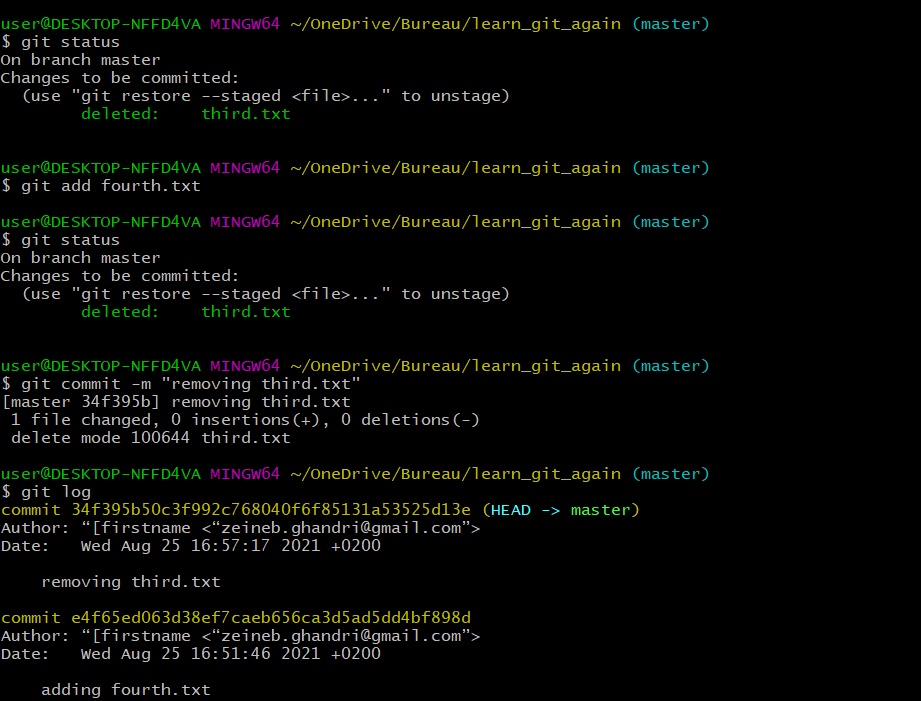 user@DESKTOP-NFFD4VA MINGW64 ~/OneDrive/Bureau/learn_git_again (master)
$ git status
On branch master
Changes to be committed:
  (use "git restore --staged <file>..." to unstage)
        deleted:    third.txt

user@DESKTOP-NFFD4VA MINGW64 ~/OneDrive/Bureau/learn_git_again (master)
$ git add fourth.txt

user@DESKTOP-NFFD4VA MINGW64 ~/OneDrive/Bureau/learn_git_again (master)
$ git status
On branch master
Changes to be committed:
  (use "git restore --staged <file>..." to unstage)
        deleted:    third.txt

user@DESKTOP-NFFD4VA MINGW64 ~/OneDrive/Bureau/learn_git_again (master)
$ git commit -m "removing third.txt"
[master 34f395b] removing third.txt
 1 file changed, 0 insertions(+), 0 deletions(-)
 delete mode 100644 third.txt

user@DESKTOP-NFFD4VA MINGW64 ~/OneDrive/Bureau/learn_git_again (master)
$ git log
commit 34f395b50c3f992c768040f6f85131a53525d13e (HEAD -> master)
Author: “[firstname <“zeineb.ghandri@gmail.com”>
Date:   Wed Aug 25 16:57:17 2021 +0200

    removing third.txt

commit e4f65ed063d38ef7caeb656ca3d5ad5dd4bf898d
Author: “[firstname <“zeineb.ghandri@gmail.com”>
Date:   Wed Aug 25 16:51:46 2021 +0200

    adding fourth.txt